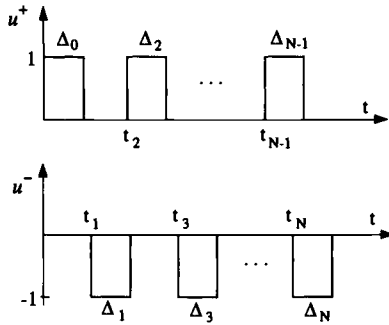 u⁺
Δ₀ Δ₂ Δ_{N-1}
1 ... t
t₂ t_{N-1}
u⁻
t₁ t₃ t_N t
...
-1
Δ₁ Δ₃ Δ_N